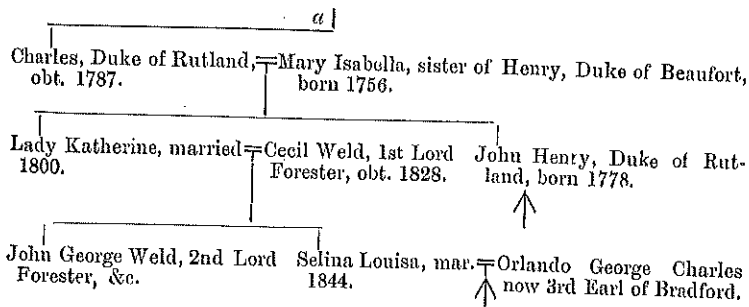 a
Charles, Duke of Rutland,
obt. 1787.
Mary Isabella, sister of Henry, Duke of Beaufort,
born 1756.
Lady Katherine, married
1800.
Cecil Weld, 1st Lord
Forester, obt. 1828.
John Henry, Duke of Rut-
land, born 1778.
John George Weld, 2nd Lord
Forester, &c.
Selina Louisa, mar.
1844.
Orlando George Charles
now 3rd Earl of Bradford.